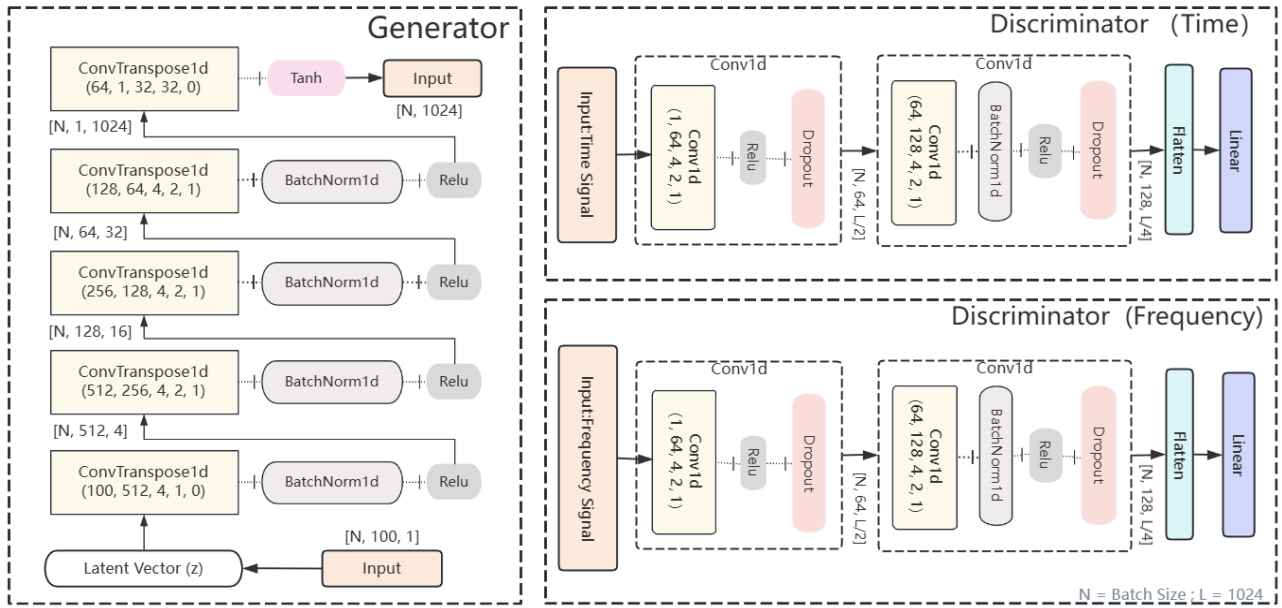 Generator
ConvTranspose1d
(64, 1, 32, 32, 0)
Tanh
Input
[N, 1024]
[N, 1, 1024]
ConvTranspose1d
(128, 64, 4, 2, 1)
BatchNorm1d
Relu
[N, 64, 32]
ConvTranspose1d
(256, 128, 4, 2, 1)
BatchNorm1d
Relu
[N, 128, 16]
ConvTranspose1d
(512, 256, 4, 2, 1)
BatchNorm1d
Relu
[N, 512, 4]
ConvTranspose1d
(100, 512, 4, 1, 0)
BatchNorm1d
Relu
[N, 100, 1]
Latent Vector (z)
Input
Discriminator （Time）
Input:Time Signal
Conv1d
Conv1d
(1, 64, 4, 2, 1)
Relu
Dropout
[N, 64, L/2]
Conv1d
Conv1d
(64, 128, 4, 2, 1)
BatchNorm1d
Relu
Dropout
[N, 128, L/4]
Flatten
Linear
Discriminator (Frequency)
Input:Frequency Signal
Conv1d
Conv1d
(1, 64, 4, 2, 1)
Relu
Dropout
[N, 64, L/2]
Conv1d
Conv1d
(64, 128, 4, 2, 1)
BatchNorm1d
Relu
Dropout
[N, 128, L/4]
Flatten
Linear
N = Batch Size ; L = 1024